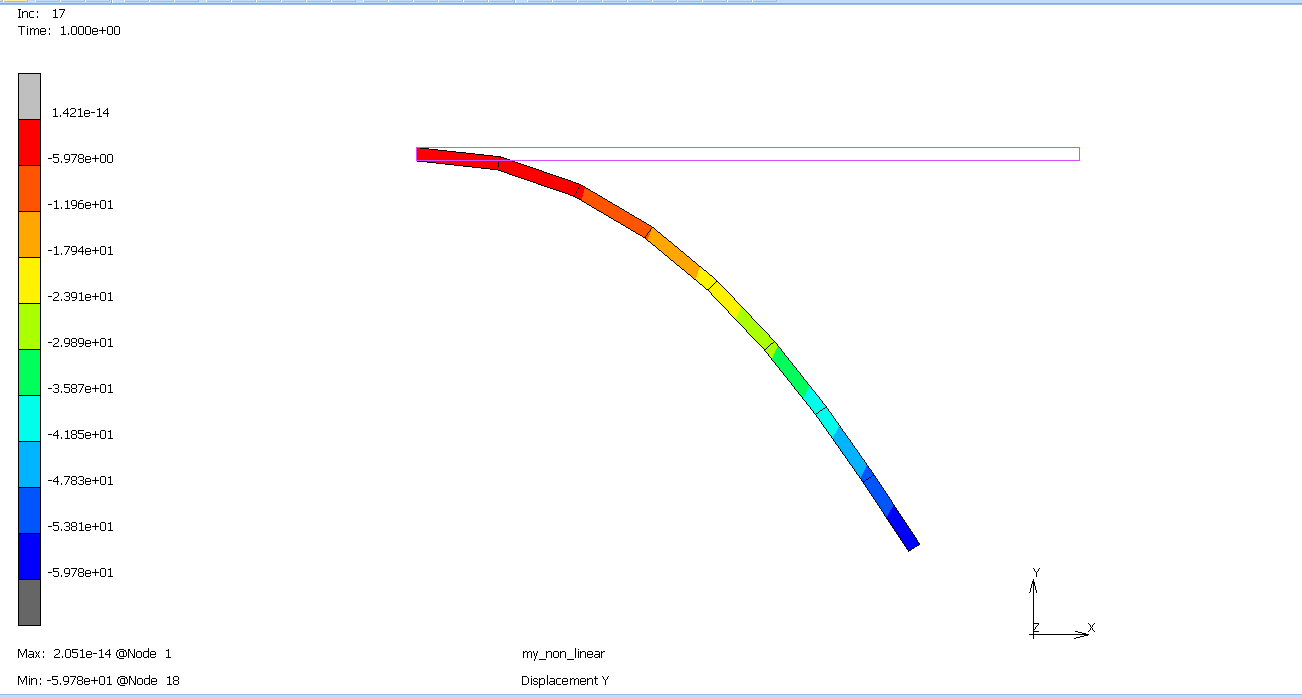 Inc: 17
Time: 1.000e+00
1.421e-14
-5.978e+00
-1.196e+01
-1.794e+01
-2.391e+01
-2.989e+01
-3.587e+01
-4.185e+01
-4.783e+01
-5.381e+01
-5.978e+01
Y
Z X
Max: 2.051e-14 @Node 1
my_non_linear
Min: -5.978e+01 @Node 18
Displacement Y